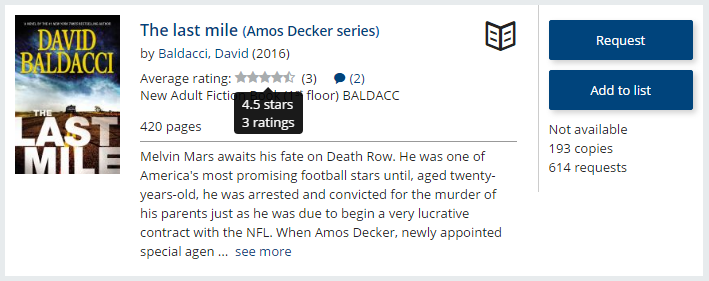 A NOVEL BY THE #1 NEW YORK TIMES BESTSELLING AUTHOR
DAVID
BALDACCI
THE
LAST
MILE
The last mile (Amos Decker series)
by Baldacci, David (2016)
Average rating: (3) (2)
New Adult Fiction floor) BALDACC
4.5 stars
3 ratings
420 pages
Melvin Mars awaits his fate on Death Row. He was one of
America's most promising football stars until, aged twenty-
years-old, he was arrested and convicted for the murder of
his parents just as he was due to begin a very lucrative
contract with the NFL. When Amos Decker, newly appointed
special agen ... see more
Request
Add to list
Not available
193 copies
614 requests